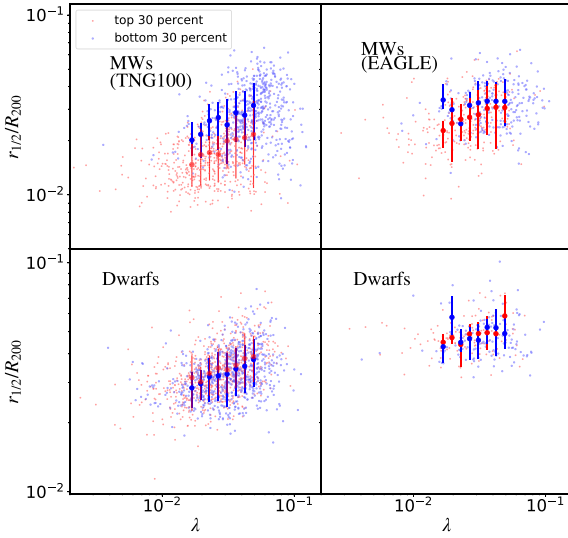 top 30 percent
bottom 30 percent
MWs
(TNG100)
MWs
(EAGLE)
10⁻¹
r₁/₂/R₂₀₀
10⁻²
Dwarfs
Dwarfs
10⁻¹
r₁/₂/R₂₀₀
10⁻²
10⁻² 10⁻¹ 10⁻² 10⁻¹
λ λ